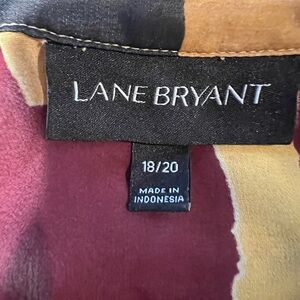 LANE BRYANT
18/20
MADE IN
INDONESIA